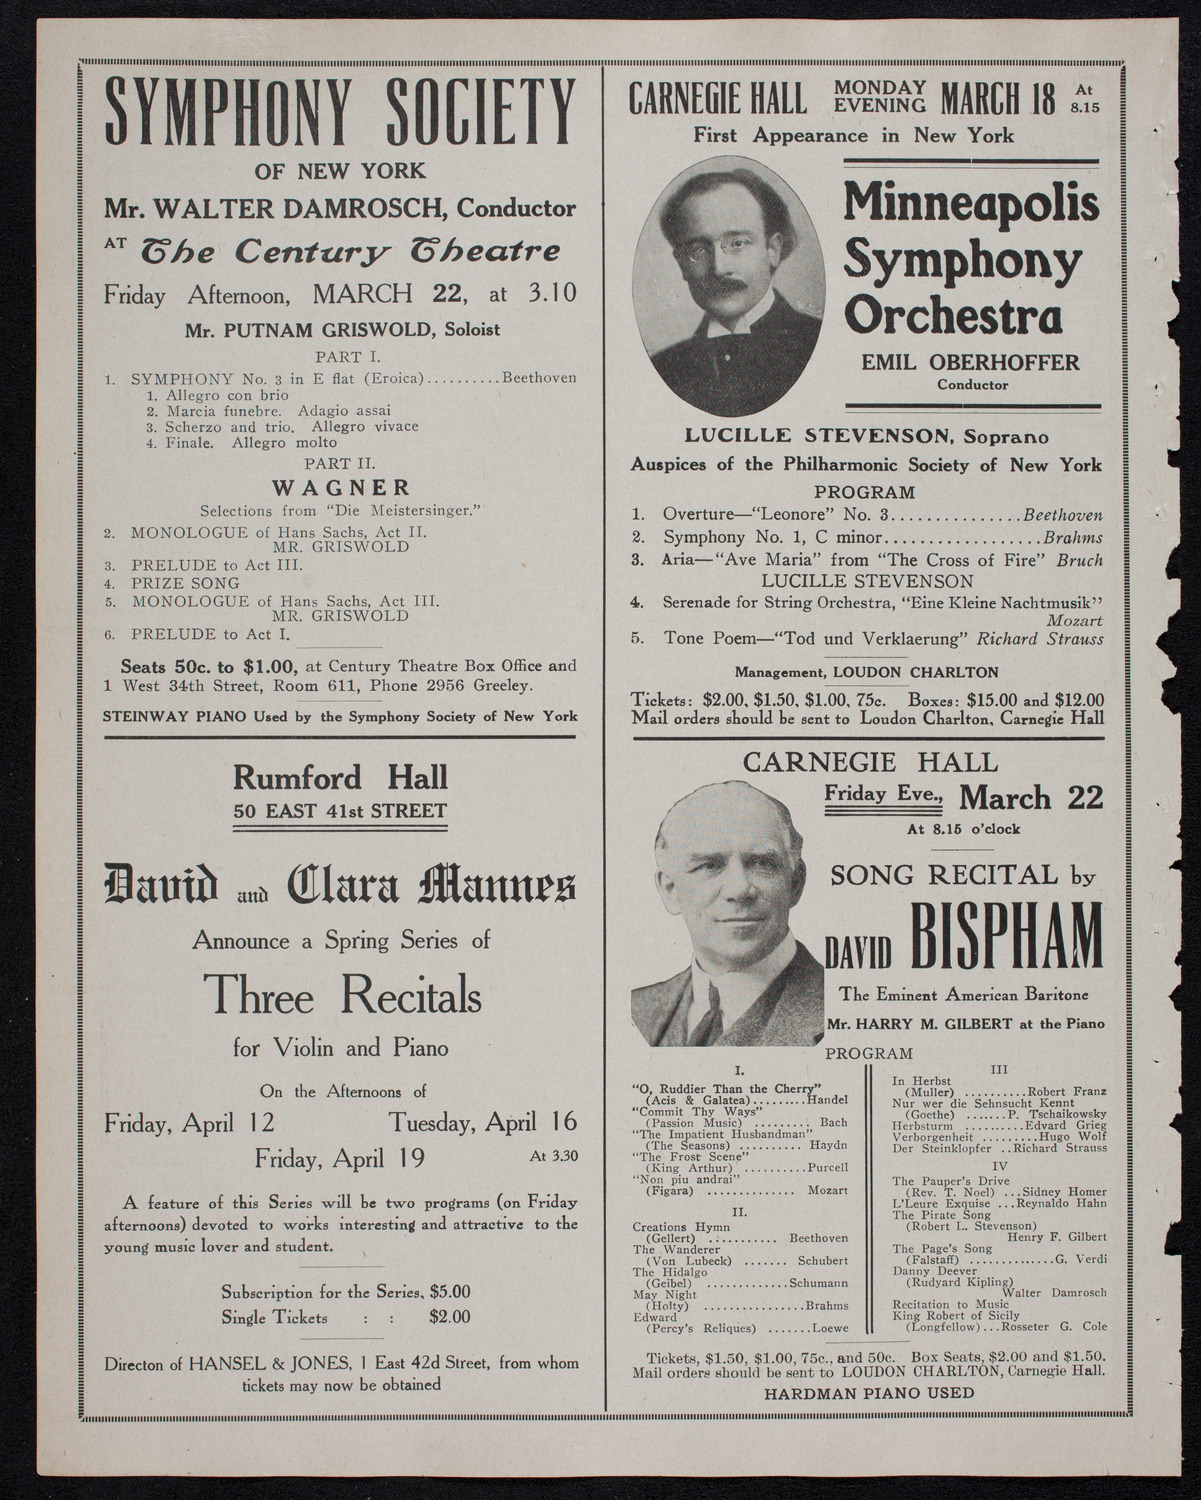 SYMPHONY SOCIETY
OF NEW YORK
Mr. WALTER DAMROSCH, Conductor
AT The Century Theatre
Friday Afternoon, MARCH 22, at 3.10
Mr. PUTNAM GRISWOLD, Soloist
PART I.
1. SYMPHONY No. 3 in E flat (Eroica)..........Beethoven
1. Allegro con brio
2. Marcia funebre. Adagio assai
3. Scherzo and trio. Allegro vivace
4. Finale. Allegro molto
PART II.
WAGNER
Selections from "Die Meistersinger."
2. MONOLOGUE of Hans Sachs, Act II.
MR. GRISWOLD
3. PRELUDE to Act III.
4. PRIZE SONG
5. MONOLOGUE of Hans Sachs, Act III.
MR. GRISWOLD
6. PRELUDE to Act I.
Seats 50c. to $1.00, at Century Theatre Box Office and
1 West 34th Street, Room 611, Phone 2956 Greeley.
STEINWAY PIANO Used by the Symphony Society of New York
Rumford Hall
50 EAST 41st STREET
David and Clara Mannes
Announce a Spring Series of
Three Recitals
for Violin and Piano
On the Afternoons of
Friday, April 12 Tuesday, April 16
Friday, April 19 At 3.30
A feature of this Series will be two programs (on Friday
afternoons) devoted to works interesting and attractive to the
young music lover and student.
Subscription for the Series, $5.00
Single Tickets : : $2.00
Directon of HANSEL & JONES, 1 East 42d Street, from whom
tickets may now be obtained
CARNEGIE HALL MONDAY EVENING MARCH 18 At 8.15
First Appearance in New York
Minneapolis
Symphony
Orchestra
EMIL OBERHOFFER
Conductor
LUCILLE STEVENSON, Soprano
Auspices of the Philharmonic Society of New York
PROGRAM
1. Overture—"Leonore" No. 3...............Beethoven
2. Symphony No. 1, C minor..................Brahms
3. Aria—"Ave Maria" from "The Cross of Fire" Bruch
LUCILLE STEVENSON
4. Serenade for String Orchestra, "Eine Kleine Nachtmusik"
Mozart
5. Tone Poem—"Tod und Verklaerung" Richard Strauss
Management, LOUDON CHARLTON
Tickets: $2.00, $1.50, $1.00, 75c. Boxes: $15.00 and $12.00
Mail orders should be sent to Loudon Charlton, Carnegie Hall
CARNEGIE HALL
Friday Eve., March 22
At 8.15 o'clock
SONG RECITAL by
DAVID BISPHAM
The Eminent American Baritone
Mr. HARRY M. GILBERT at the Piano
PROGRAM
I.
"O, Ruddier Than the Cherry"
(Acis & Galatea).........Handel
"Commit Thy Ways"
(Passion Music) ......... Bach
"The Impatient Husbandman"
(The Seasons) .......... Haydn
"The Frost Scene"
(King Arthur) ..........Purcell
"Non piu andrai"
(Figara) .............. Mozart
II.
Creations Hymn
(Gellert) ........... Beethoven
The Wanderer
(Von Lubeck) ....... Schubert
The Hidalgo
(Geibel) .............Schumann
May Night
(Holty) ................Brahms
Edward
(Percy's Reliques) .......Loewe
III
In Herbst
(Muller) ..........Robert Franz
Nur wer die Sehnsucht Kennt
(Goethe) .......P. Tschaikowsky
Herbsturm ..........Edvard Grieg
Verborgenheit .........Hugo Wolf
Der Steinklopfer ..Richard Strauss
IV
The Pauper's Drive
(Rev. T. Noel) ...Sidney Homer
L'Leure Exquise ...Reynaldo Hahn
The Pirate Song
(Robert L. Stevenson)
Henry F. Gilbert
The Page's Song
(Falstaff) ..............G. Verdi
Danny Deever
(Rudyard Kipling)
Walter Damrosch
Recitation to Music
King Robert of Sicily
(Longfellow)...Rosseter G. Cole
Tickets, $1.50, $1.00, 75c., and 50c. Box Seats, $2.00 and $1.50.
Mail orders should be sent to LOUDON CHARLTON, Carnegie Hall.
HARDMAN PIANO USED